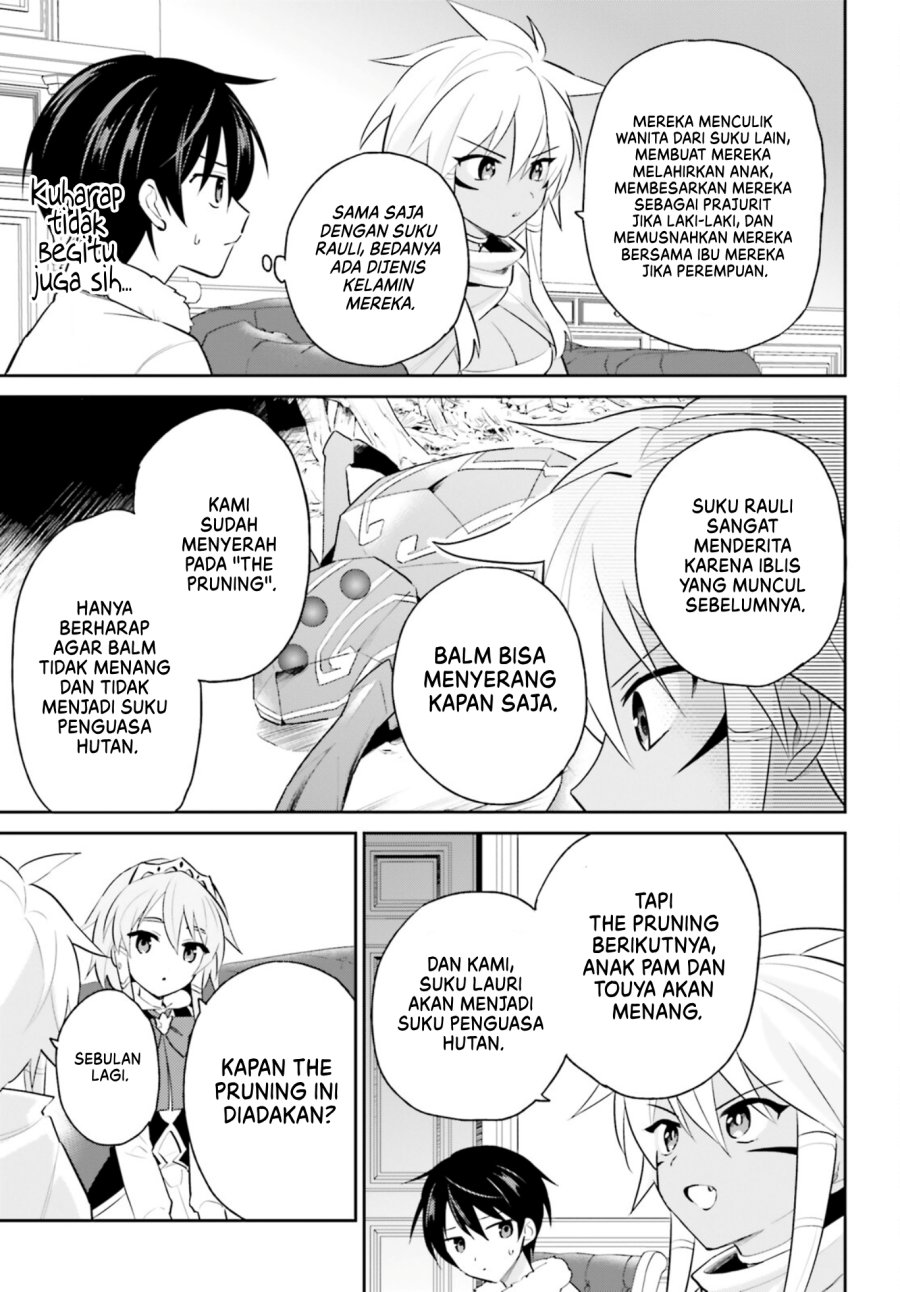 MEREKA MENCULIK
WANITA DARI SUKU LAIN,
MEMBUAT MEREKA
MELAHIRKAN ANAK,
MEMBESARKAN MEREKA
SEBAGAI PRAJURIT
JIKA LAKI-LAKI, DAN
MEMUSNAHKAN MEREKA
BERSAMA IBU MEREKA
JIKA PEREMPUAN.
SAMA SAJA
DENGAN SUKU
RAULI, BEDANYA
ADA DIJENIS
KELAMIN
MEREKA.
Kuharap
tidak
begitu
juga sih...
SUKU RAULI
SANGAT
MENDERITA
KARENA IBLIS
YANG MUNCUL
SEBELUMNYA.
BALM BISA
MENYERANG
KAPAN SAJA.
KAMI
SUDAH
MENYERAH
PADA "THE
PRUNING".
HANYA
BERHARAP
AGAR BALM
TIDAK MENANG
DAN TIDAK
MENJADI SUKU
PENGUASA
HUTAN.
TAPI
THE PRUNING
BERIKUTNYA,
ANAK PAM DAN
TOUYA AKAN
MENANG.
DAN KAMI,
SUKU LAURI
AKAN MENJADI
SUKU PENGUASA
HUTAN.
KAPAN THE
PRUNING INI
DIADAKAN?
SEBULAN
LAGI.